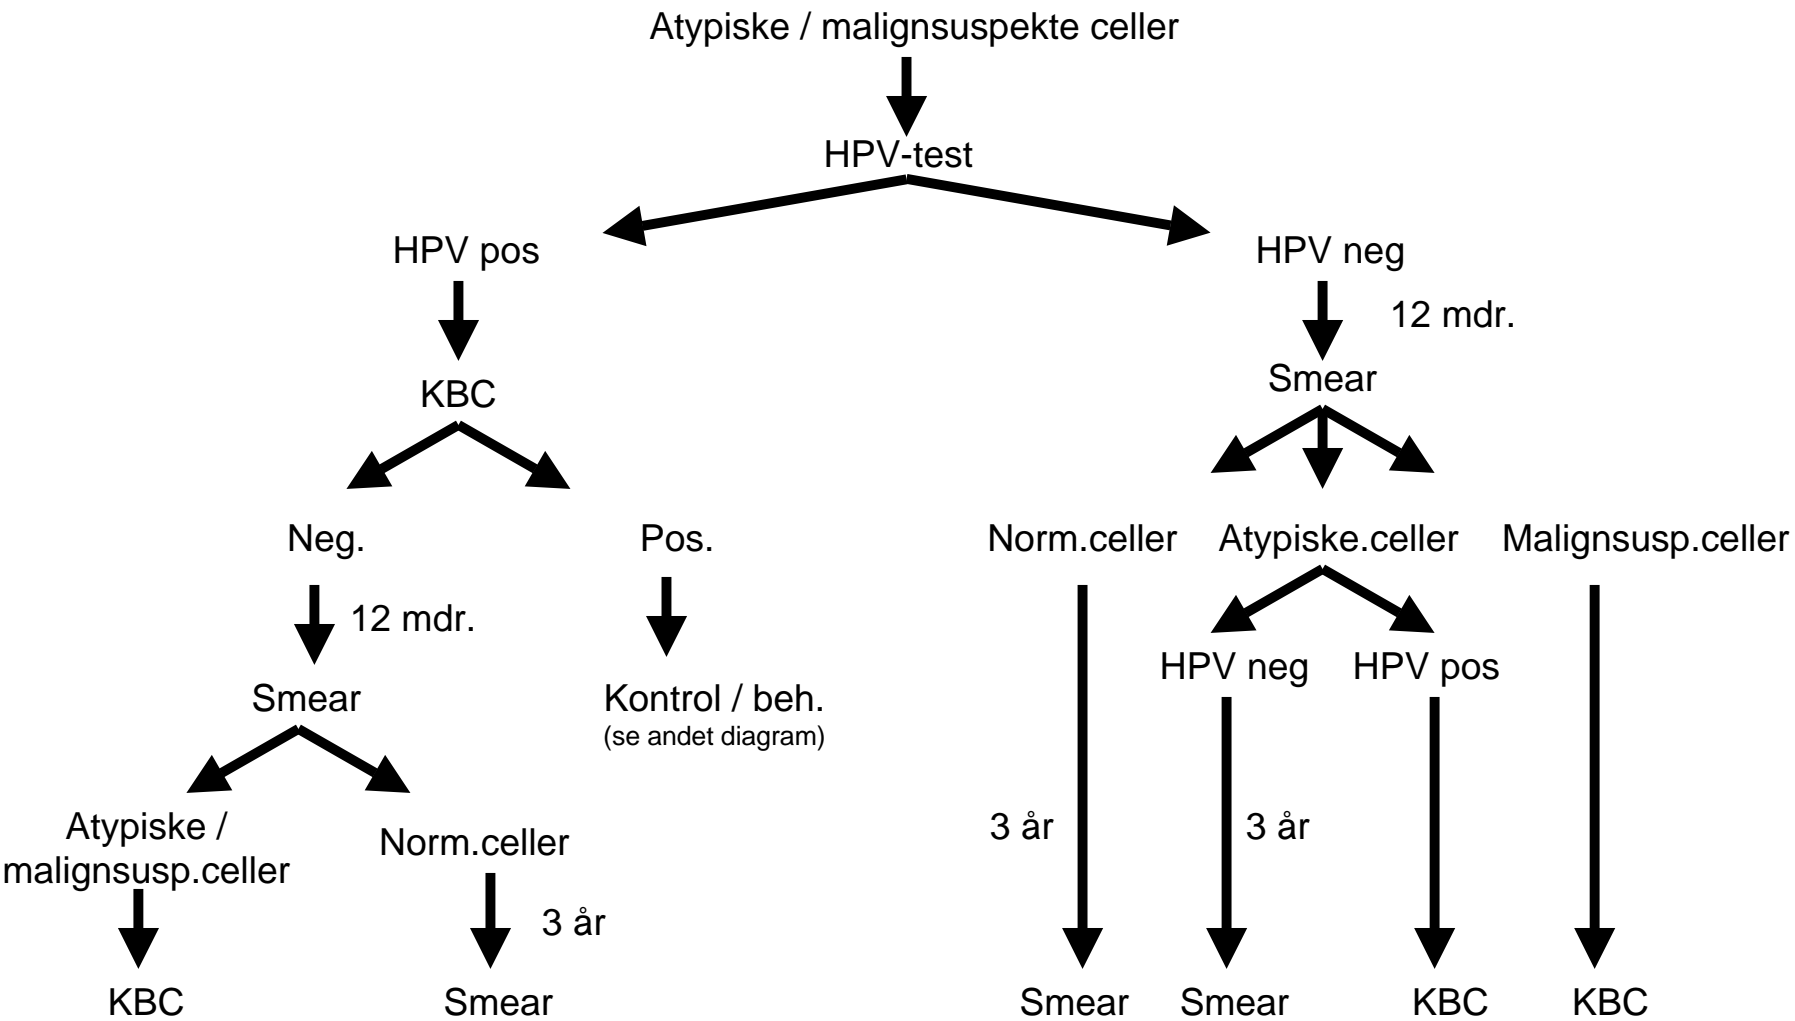 Atypiske / malignsuspekte celler
HPV-test
HPV pos
HPV neg
12 mdr.
KBC
Smear
Neg.
Pos.
Norm.celler
Atypiske.celler
Malignsusp.celler
12 mdr.
HPV neg
HPV pos
Smear
Kontrol / beh.
(se andet diagram)
Atypiske /
malignsusp.celler
Norm.celler
3 år
3 år
3 år
KBC
Smear
Smear
Smear
KBC
KBC